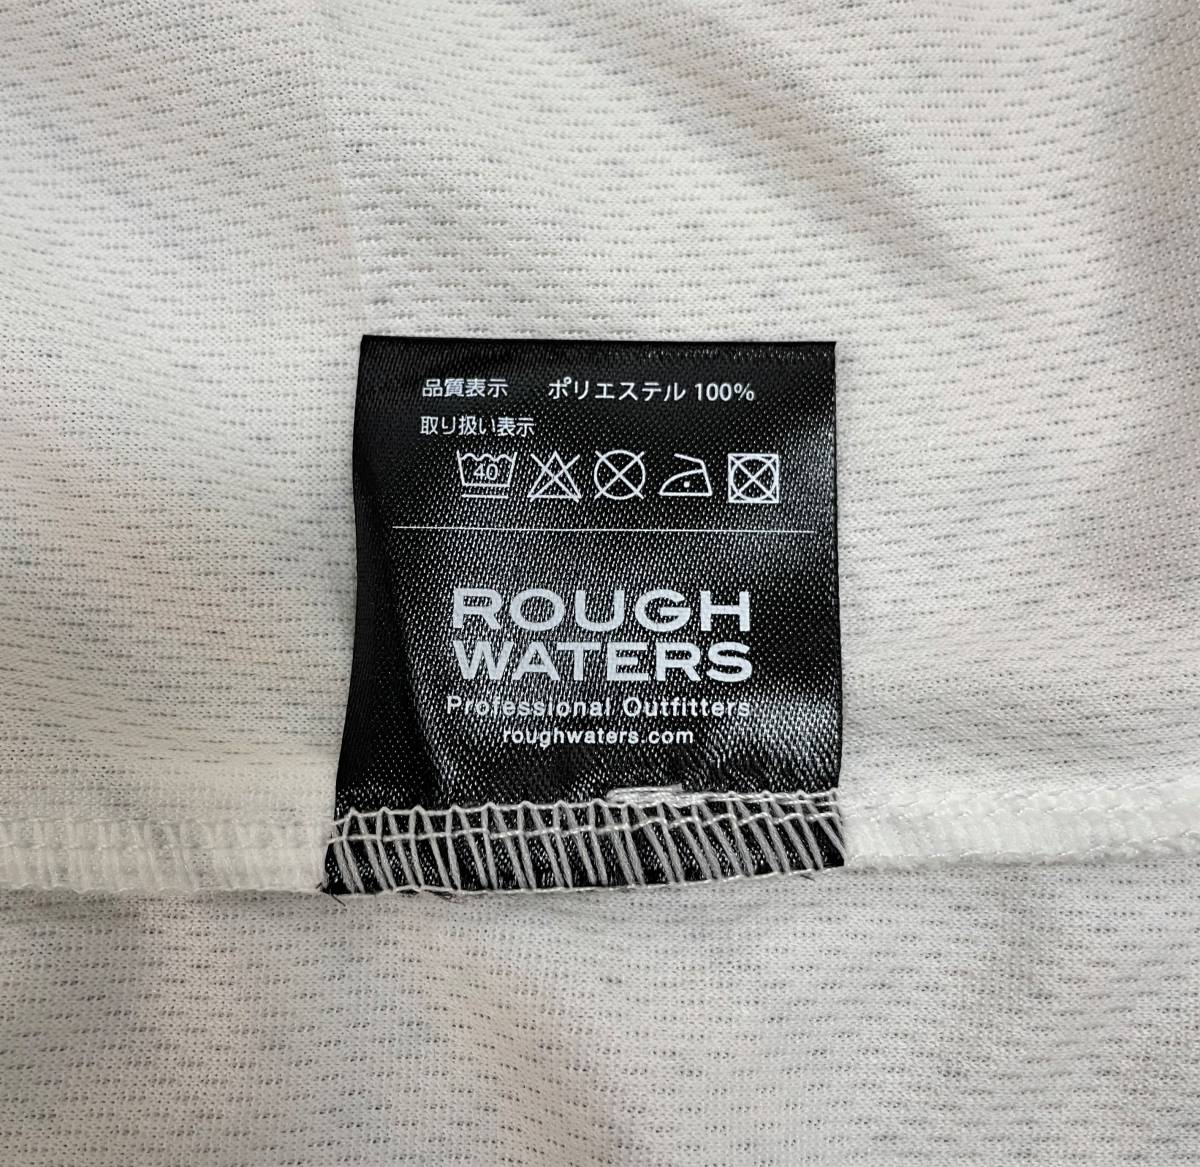 品質表示 ポリエステル 100%
取り扱い表示
40
ROUGH
WATERS
Professional Outfitters
roughwaters.com